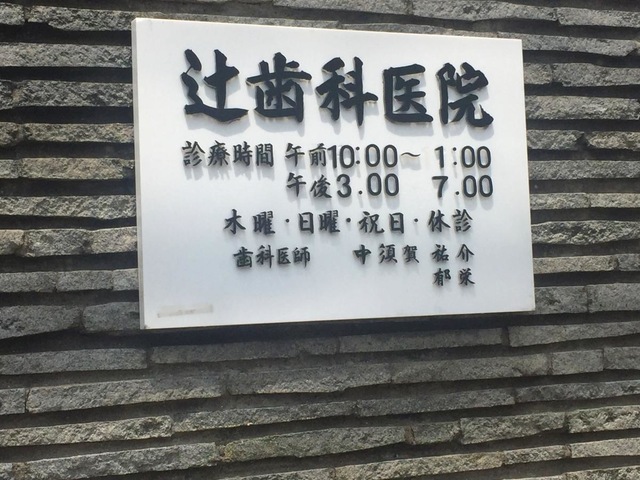 辻歯科医院
診療時間 午前10:00~1:00
午後3.00 7.00
木曜・日曜・祝日・休診
歯科医師 中須賀 祐介
郁栄